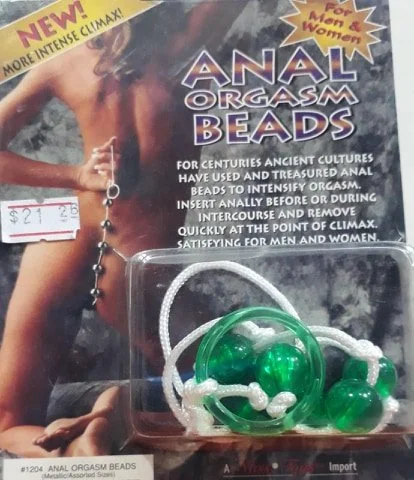 NEW!
MORE INTENSE CLIMAX!
For
Men &
Women
ANAL
ORGASM
BEADS
FOR CENTURIES ANCIENT CULTURES
HAVE USED AND TREASURED ANAL
BEADS TO INTENSIFY ORGASM.
INSERT ANALLY BEFORE OR DURING
INTERCOURSE AND REMOVE
QUICKLY AT THE POINT OF CLIMAX.
SATISFYING FOR MEN AND WOMEN.
$21 25
#1204 ANAL ORGASM BEADS
(Metallic/Assorted Sizes)
A Import